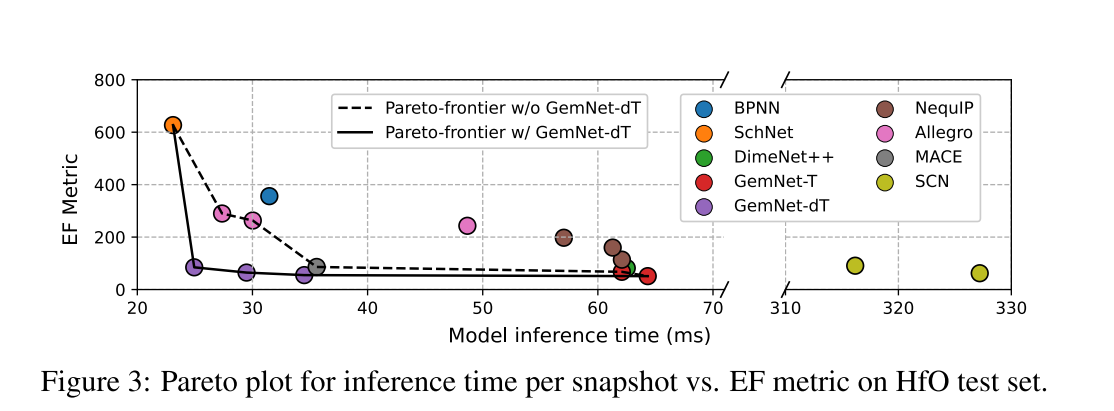 800
600
400
200
0
EF Metric
Pareto-frontier w/o GemNet-dT
Pareto-frontier w/ GemNet-dT
BPNN
SchNet
DimeNet++
GemNet-T
GemNet-dT
NequIP
Allegro
MACE
SCN
20 30 40 50 60 70 310 320 330
Model inference time (ms)
Figure 3: Pareto plot for inference time per snapshot vs. EF metric on HfO test set.